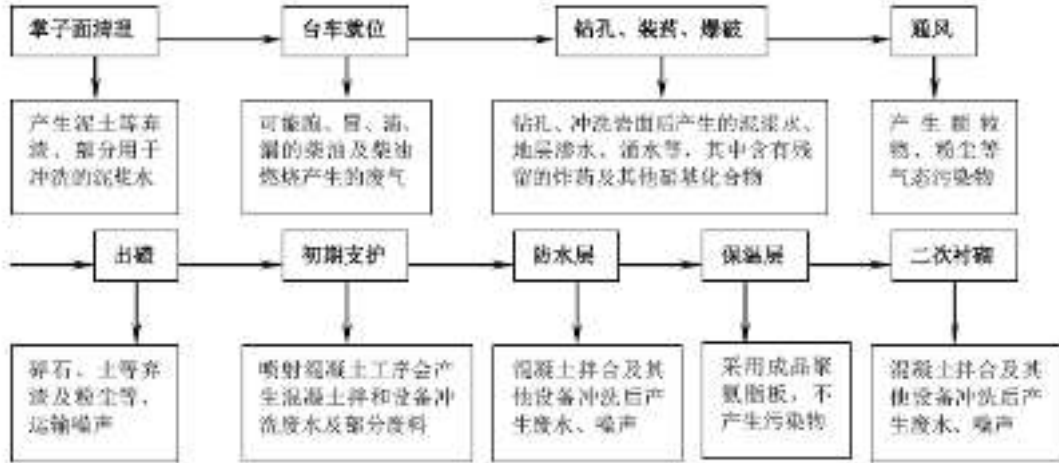 掌子面清理
台车就位
钻孔、装药、爆破
通风
产生泥土等弃
渣、部分用于
冲洗的泥浆水
可能跑、冒、滴、
漏的柴油及柴油
燃烧产生的废气
钻孔、冲洗岩面后产生的泥浆水、
地层渗水、涌水等，其中含有残
留的炸药及其他硝基化合物
产生颗粒
物、粉尘等
气态污染物
出碴
初期支护
防水层
保温层
二次衬砌
碎石、土等弃
渣及粉尘等，
运输噪声
喷射混凝土工序会产
生混凝土拌和设备冲
洗废水及部分废料
混凝土拌合及其
他设备冲洗后产
生废水、噪声
采用成品聚
氨脂板，不
产生污染物
混凝土拌合及其
他设备冲洗后产
生废水、噪声